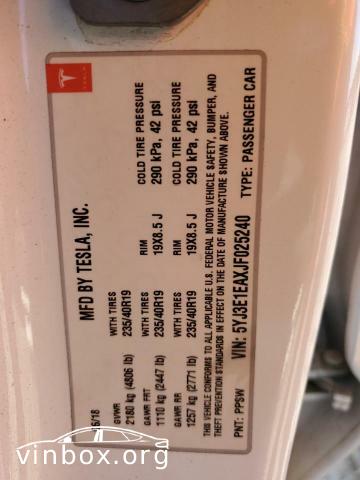 TESLA
MFD BY TESLA, INC.
5/18
GVWR WITH TIRES RIM COLD TIRE PRESSURE
2180 kg (4806 lb) 235/40R19 19X8.5 J 290 kPa, 42 psi
GAWR FRT WITH TIRES RIM COLD TIRE PRESSURE
1110 kg (2447 lb) 235/40R19 19X8.5 J 290 kPa, 42 psi
GAWR RR
1257 kg (2771 lb)
THIS VEHICLE CONFORMS TO ALL APPLICABLE U.S. FEDERAL MOTOR VEHICLE SAFETY, BUMPER, AND
THEFT PREVENTION STANDARDS IN EFFECT ON THE DATE OF MANUFACTURE SHOWN ABOVE.
PNT: PPSW VIN: 5YJ3E1EAXJF025240 TYPE: PASSENGER CAR
vinbox.org